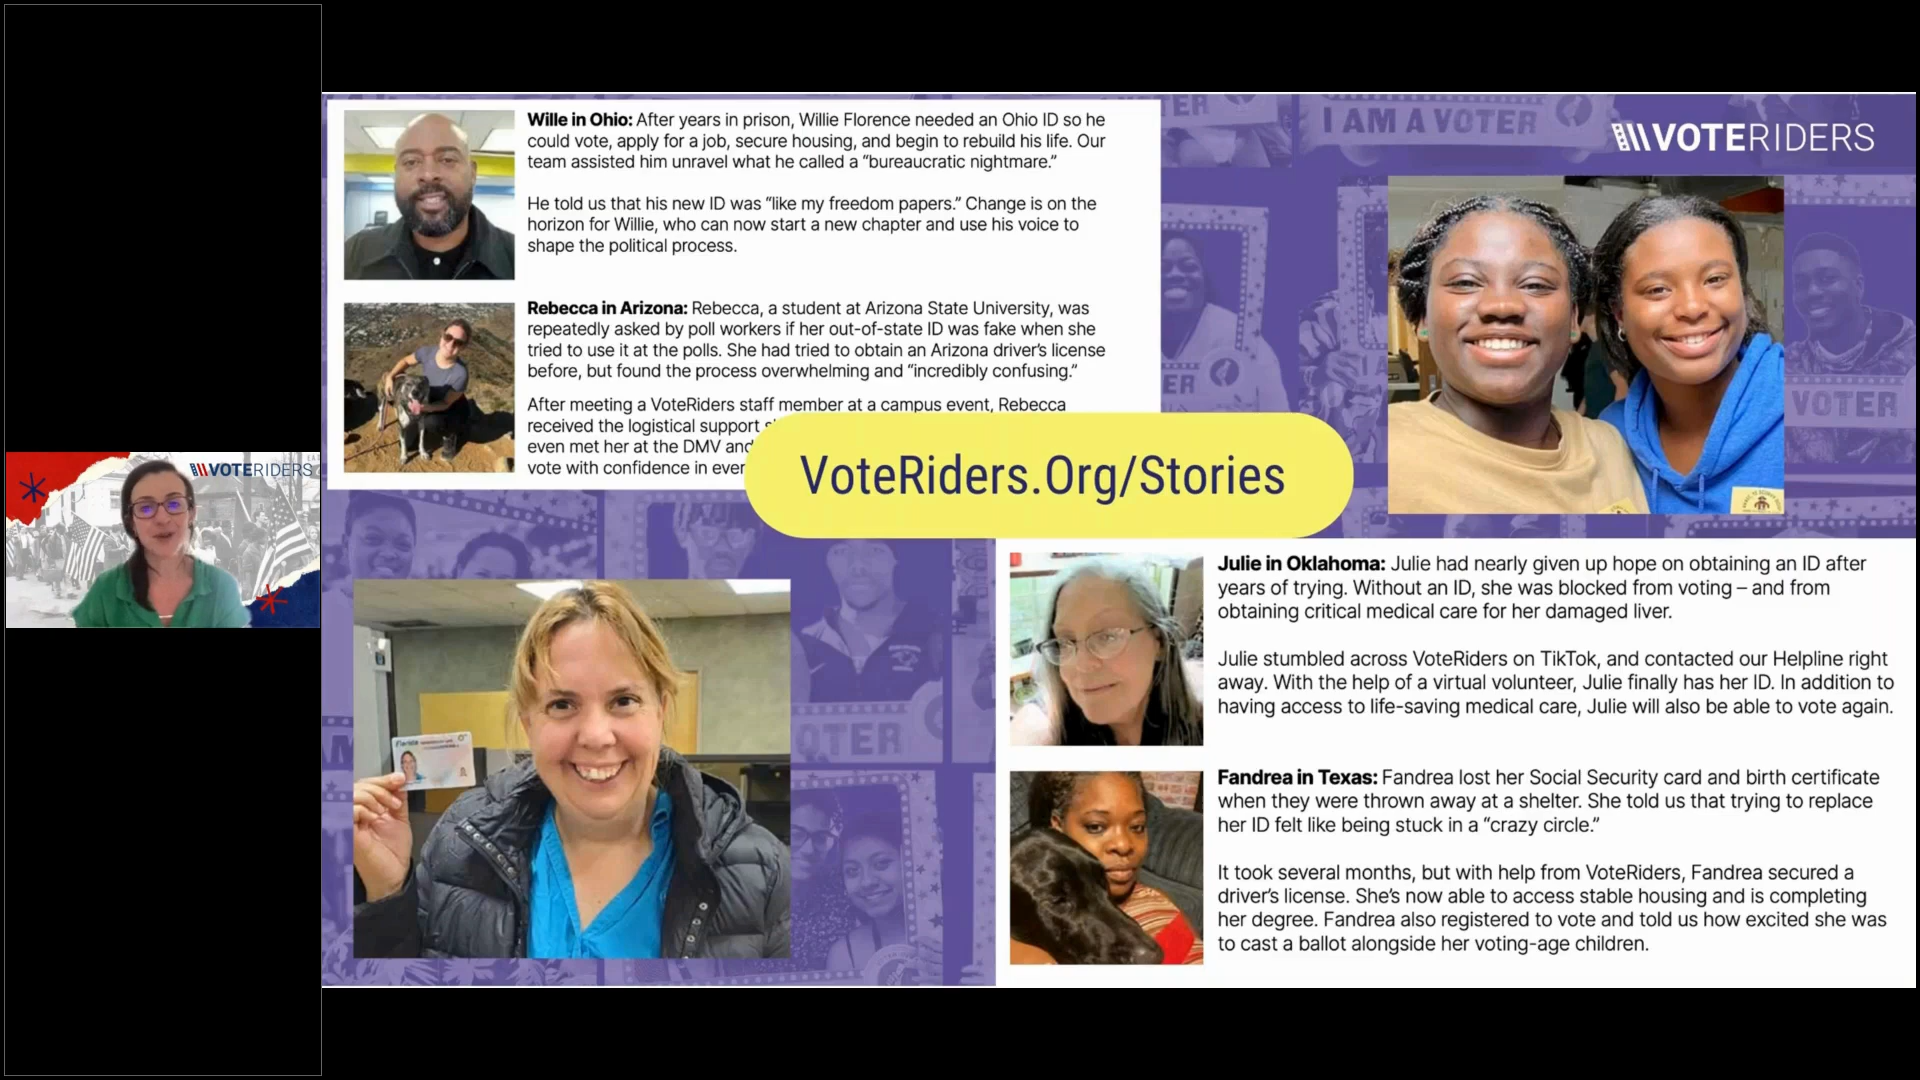 VOTERIDERS
Wille in Ohio: After years in prison, Willie Florence needed an Ohio ID so he
could vote, apply for a job, secure housing, and begin to rebuild his life. Our
team assisted him unravel what he called a “bureaucratic nightmare.”
He told us that his new ID was “like my freedom papers.” Change is on the
horizon for Willie, who can now start a new chapter and use his voice to
shape the political process.
Rebecca in Arizona: Rebecca, a student at Arizona State University, was
repeatedly asked by poll workers if her out-of-state ID was fake when she
tried to use it at the polls. She had tried to obtain an Arizona driver’s license
before, but found the process overwhelming and “incredibly confusing.”
After meeting a VoteRiders staff member at a campus event, Rebecca
received the logistical support
even met her at the DMV and
vote with confidence in ever
I AM A VOTER
VOTERIDERS
VOTER
VoteRiders.Org/Stories
Florida
OTER
Julie in Oklahoma: Julie had nearly given up hope on obtaining an ID after
years of trying. Without an ID, she was blocked from voting – and from
obtaining critical medical care for her damaged liver.
Julie stumbled across VoteRiders on TikTok, and contacted our Helpline right
away. With the help of a virtual volunteer, Julie finally has her ID. In addition to
having access to life-saving medical care, Julie will also be able to vote again.
Fandrea in Texas: Fandrea lost her Social Security card and birth certificate
when they were thrown away at a shelter. She told us that trying to replace
her ID felt like being stuck in a “crazy circle.”
It took several months, but with help from VoteRiders, Fandrea secured a
driver’s license. She’s now able to access stable housing and is completing
her degree. Fandrea also registered to vote and told us how excited she was
to cast a ballot alongside her voting-age children.